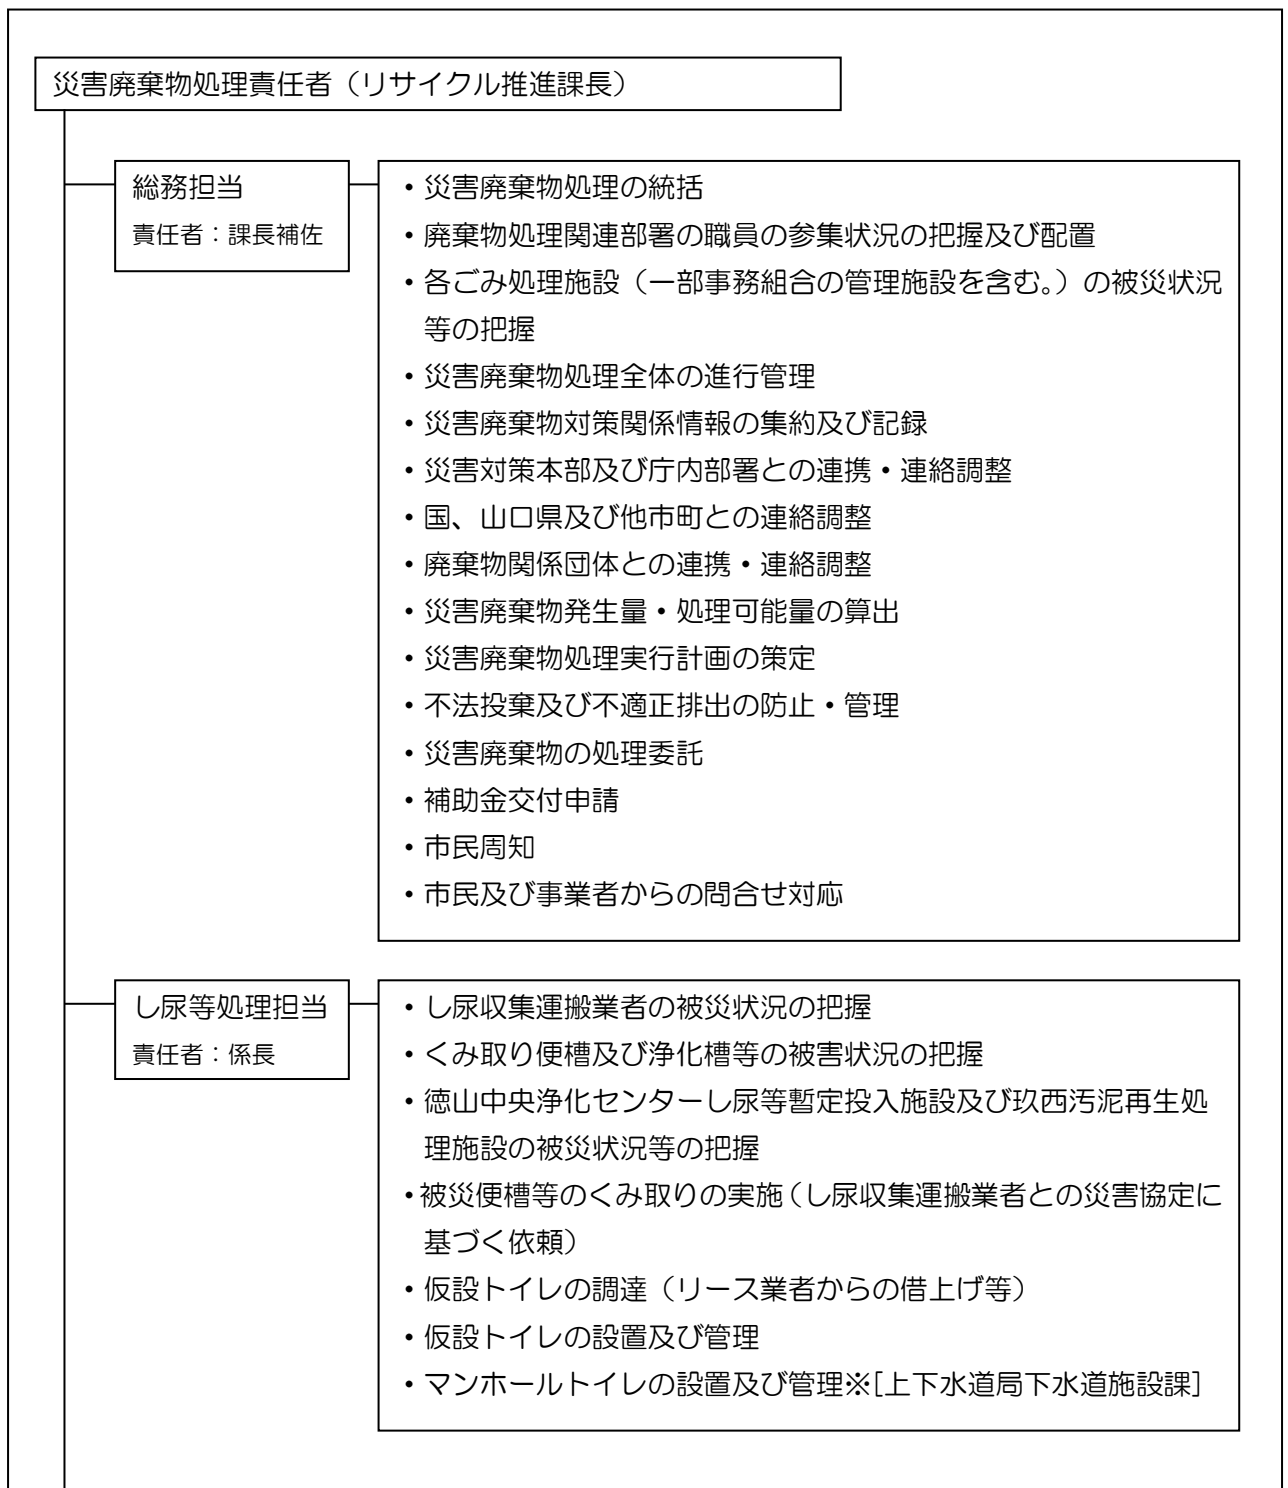 災害廃棄物処理責任者（リサイクル推進課長）
総務担当
責任者：課長補佐
・災害廃棄物処理の統括
・廃棄物処理関連部署の職員の参集状況の把握及び配置
・各ごみ処理施設（一部事務組合の管理施設を含む。）の被災状況
等の把握
・災害廃棄物処理全体の進行管理
・災害廃棄物対策関係情報の集約及び記録
・災害対策本部及び庁内部署との連携・連絡調整
・国、山口県及び他市町との連絡調整
・廃棄物関係団体との連携・連絡調整
・災害廃棄物発生量・処理可能量の算出
・災害廃棄物処理実行計画の策定
・不法投棄及び不適正排出の防止・管理
・災害廃棄物の処理委託
・補助金交付申請
・市民周知
・市民及び事業者からの問合せ対応
し尿等処理担当
責任者：係長
・し尿収集運搬業者の被災状況の把握
・くみ取り便槽及び浄化槽等の被害状況の把握
・徳山中央浄化センターし尿等暫定投入施設及び玖西汚泥再生処
理施設の被災状況等の把握
・被災便槽等のくみ取りの実施（し尿収集運搬業者との災害協定に
基づく依頼）
・仮設トイレの調達（リース業者からの借上げ等）
・仮設トイレの設置及び管理
・マンホールトイレの設置及び管理※[上下水道局下水道施設課]